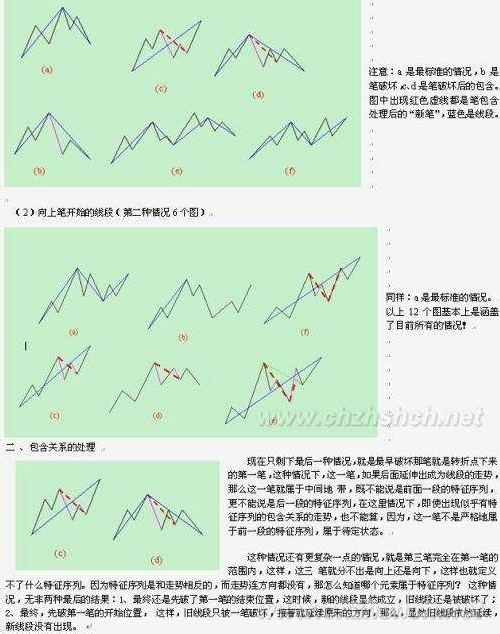 (a)
(c)
(d)
注意：a 是最标准的情况，b 是
笔破坏，c、d 是笔破坏后的包含。
图中出现红色虚线都是笔包含
处理后的“新笔”，蓝色是线段。
(b)
(e)
(f)
（2）向上笔开始的线段（第二种情况 6 个图）
(a)
(b)
(f)
同样：a 是最标准的情况。
以上 12 个图基本上是涵盖
了目前所有的情况！
(c)
(d)
(e)
www.chzhshch.net
二、包含关系的处理
(c)
(d)
现在只剩下最后一种情况，就是最早破坏那笔就是转折点下来
的第一笔，这种情况下，这一笔，如果后面延伸出成为线段的走势，
那么这一笔就属于中间地 带，既不能说是前面一段的特征序列，
更不能说是后一段的特征序列，在这里情况下，即使出现似乎有特
征序列的包含关系的走势，也不能算，因为，这一笔不是严格地属
于前一段的特征序列，属于待定状态。
这种情况还有更复杂一点的情况，就是第三笔完全在第一笔的
范围内，这样，这三 笔就分不出是向上还是向下，这样也就定义
不了什么特征序列。因为特征序列是和走势相反的，而走势连方向都没有，那怎么知道哪个元素属于特征序列？ 这种情
况，无非两种最后的结果：1、最终还是先破了第一笔的结束位置，这时候，新的线段显然成立，旧线段还是被破坏了；
2、最终，先破第一笔的开始位置， 这样，旧线段只被一笔破坏，接着就延续原来的方向，那么，显然旧线段依然延续，
新线段没有出现。